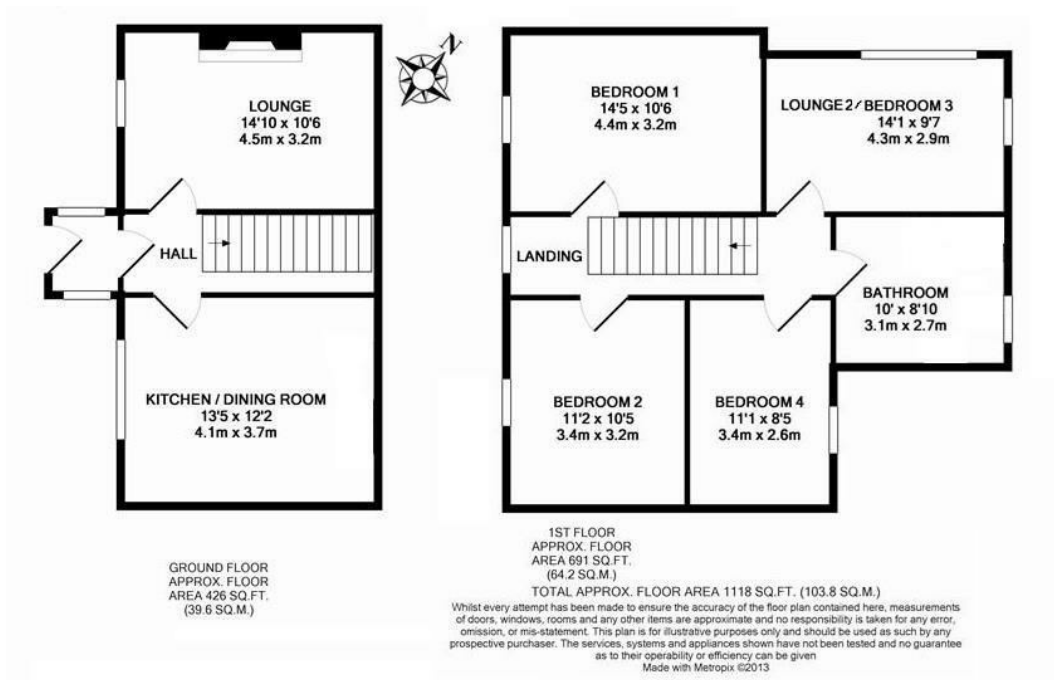 N
LOUNGE
14'10 x 10'6
4.5m x 3.2m
HALL
KITCHEN / DINING ROOM
13'5 x 12'2
4.1m x 3.7m
GROUND FLOOR
APPROX. FLOOR
AREA 426 SQ.FT.
(39.6 SQ.M.)
BEDROOM 1
14'5 x 10'6
4.4m x 3.2m
LOUNGE 2 / BEDROOM 3
14'1 x 9'7
4.3m x 2.9m
LANDING
BATHROOM
10' x 8'10
3.1m x 2.7m
BEDROOM 2
11'2 x 10'5
3.4m x 3.2m
BEDROOM 4
11'1 x 8'5
3.4m x 2.6m
1ST FLOOR
APPROX. FLOOR
AREA 691 SQ.FT.
(64.2 SQ.M.)
TOTAL APPROX. FLOOR AREA 1118 SQ.FT. (103.8 SQ.M.)
Whilst every attempt has been made to ensure the accuracy of the floor plan contained here, measurements
of doors, windows, rooms and any other items are approximate and no responsibility is taken for any error,
omission, or mis-statement. This plan is for illustrative purposes only and should be used as such by any
prospective purchaser. The services, systems and appliances shown have not been tested and no guarantee
as to their operability or efficiency can be given
Made with Metropix ©2013